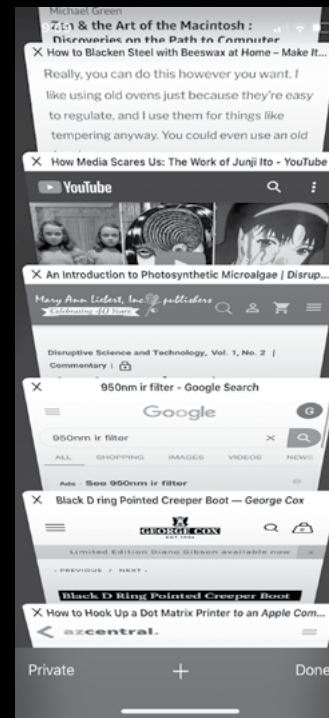 Michael Green
Zen & the Art of the Macintosh :
Discoveries on the Path to Computer
How to Blacken Steel with Beeswax at Home – Make It...
Really, you can do this however you want. I
like using old ovens just because they're easy
to regulate, and I use them for things like
tempering anyway. You could even use an old
How Media Scares Us: The Work of Junji Ito - YouTube
YouTube
An Introduction to Photosynthetic Microalgae | Disrup...
Mary Ann Liebert, Inc. publishers
Celebrating 40 Years
Disruptive Science and Technology, Vol. 1, No. 2 |
Commentary |
950nm ir filter - Google Search
Google
G
950nm ir filter
ALL SHOPPING IMAGES VIDEOS NEWS
Ads · See 950nm ir filter
Black D ring Pointed Creeper Boot — George Cox
GEORGE COX
Limited Edition Diano Gibson available now
‹ PREVIOUS / NEXT ›
Black D Ring Pointed Creeper Boot
How to Hook Up a Dot Matrix Printer to an Apple Com...
azcentral.
Private
Done